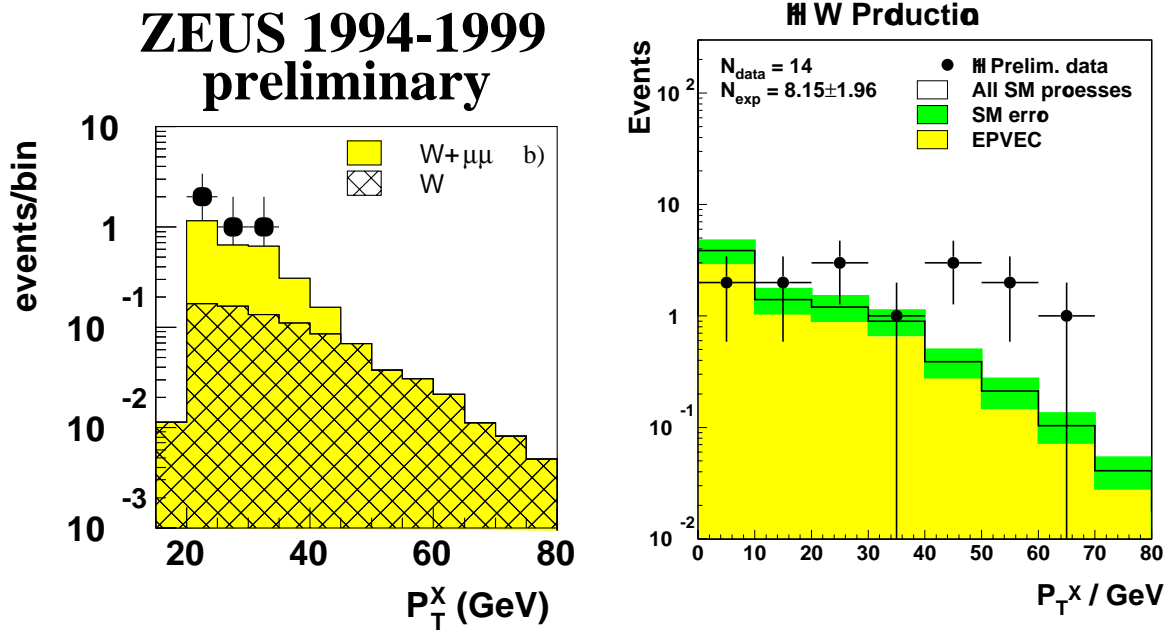 ZEUS 1994-1999
preliminary
10
1
-1
10
-2
10
-3
10
events/bin
W+μμ b)
W
20 40 60 80
P_T^X (GeV)
W Productio
Events
N_data = 14
N_exp = 8.15±1.96
Prelim. data
All SM
SM erro
EPVEC
10 2
10
1
10 -1
10 -2
0 10 20 30 40 50 60 70 80
P_T^X / GeV